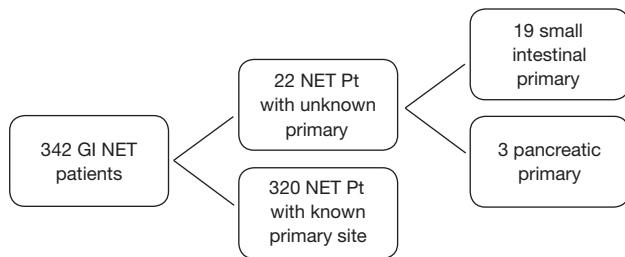 342 GI NET
patients
22 NET Pt
with unknown
primary
320 NET Pt
with known
primary site
19 small
intestinal
primary
3 pancreatic
primary